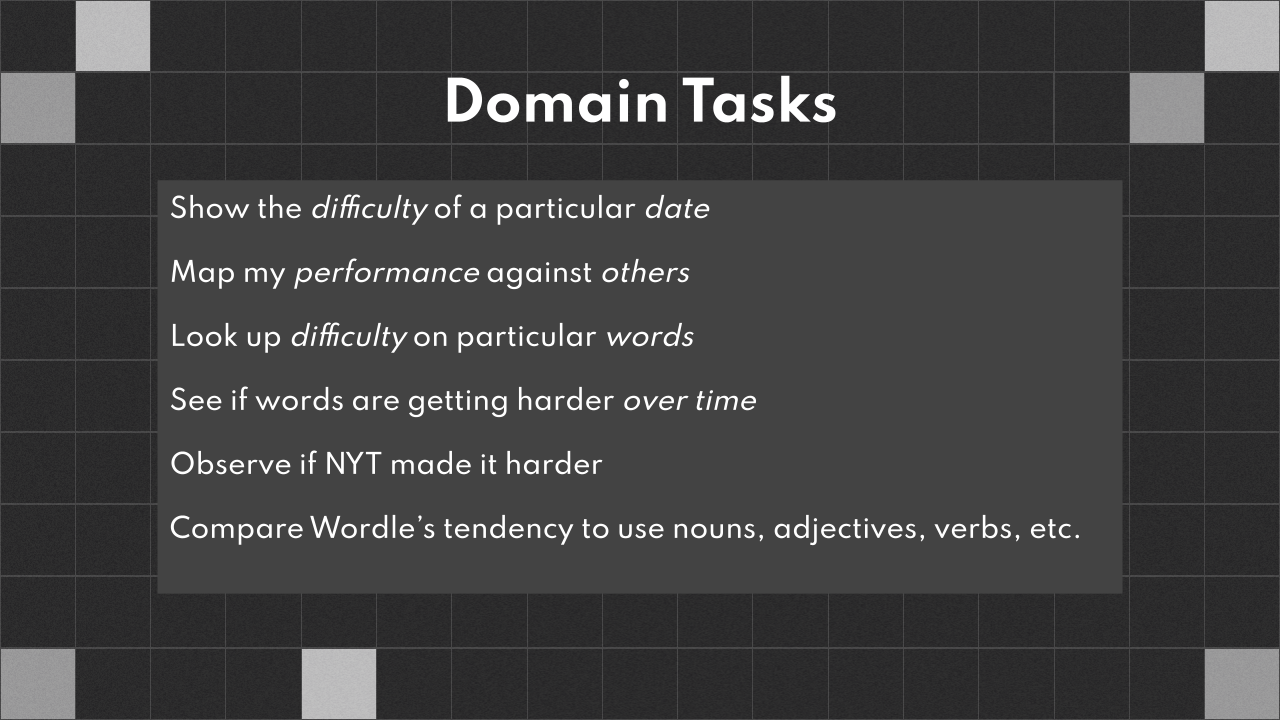 Domain Tasks
Show the difficulty of a particular date
Map my performance against others
Look up difficulty on particular words
See if words are getting harder over time
Observe if NYT made it harder
Compare Wordle’s tendency to use nouns, adjectives, verbs, etc.